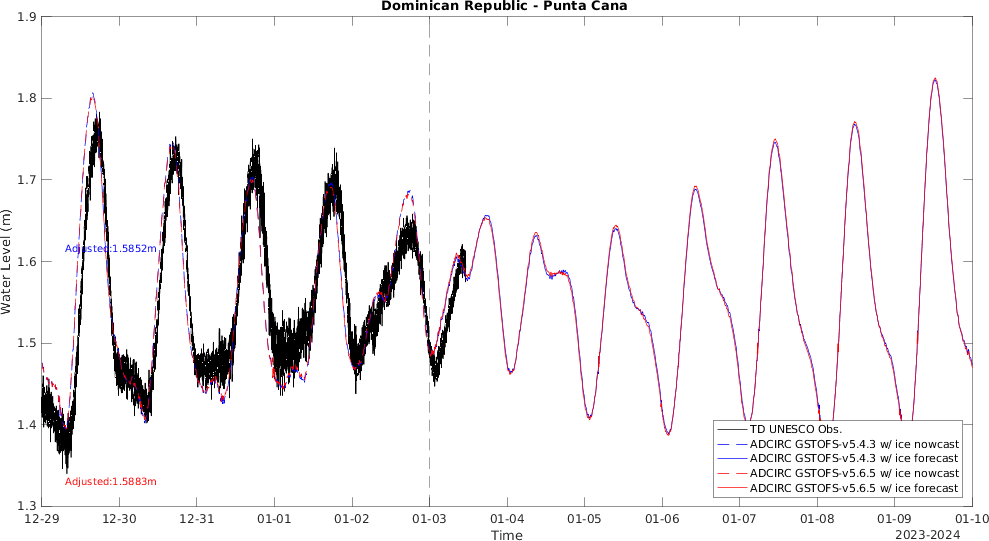 Dominican Republic - Punta Cana
1.9
1.8
1.7
1.6
1.5
1.4
1.3
Water Level (m)
Adjusted:1.5852m
Adjusted:1.5883m
TD UNESCO Obs.
ADCIRC GSTOFS-v5.4.3 w/ ice nowcast
ADCIRC GSTOFS-v5.4.3 w/ ice forecast
ADCIRC GSTOFS-v5.6.5 w/ ice nowcast
ADCIRC GSTOFS-v5.6.5 w/ ice forecast
12-29 12-30 12-31 01-01 01-02 01-03 01-04 01-05 01-06 01-07 01-08 01-09 01-10
Time
2023-2024